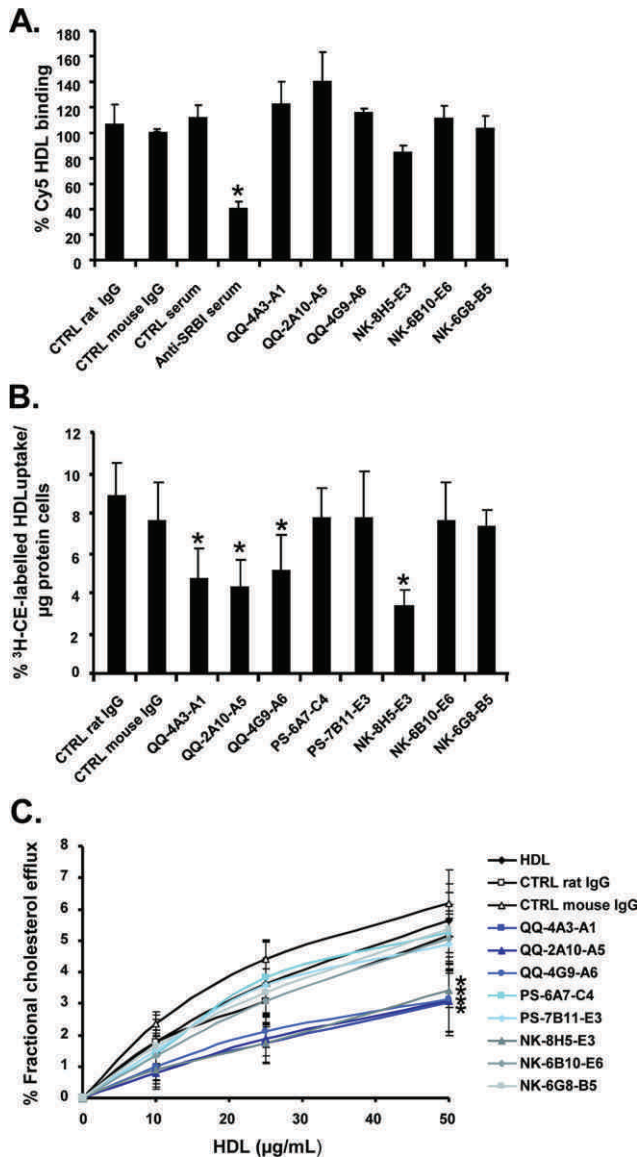 A.
% Cy5 HDL binding
180
160
140
120
100
80
60
40
20
0
*
CTRL rat IgG
CTRL mouse IgG
CTRL serum
Anti-SRBI serum
QQ-4A3-A1
QQ-2A10-A5
QQ-4G9-A6
NK-8H5-E3
NK-6B10-E6
NK-6G8-B5
B.
% ³H-CE-labelled HDLuptake/
µg protein cells
12
10
8
6
4
2
0
* * * *
CTRL rat IgG
CTRL mouse IgG
QQ-4A3-A1
QQ-2A10-A5
QQ-4G9-A6
PS-6A7-C4
PS-7B11-E3
NK-8H5-E3
NK-6B10-E6
NK-6G8-B5
C.
% Fractional cholesterol efflux
8
7
6
5
4
3
2
1
0
0 10 20 30 40 50
HDL (µg/mL)
****
HDL
CTRL rat IgG
CTRL mouse IgG
QQ-4A3-A1
QQ-2A10-A5
QQ-4G9-A6
PS-6A7-C4
PS-7B11-E3
NK-8H5-E3
NK-6B10-E6
NK-6G8-B5